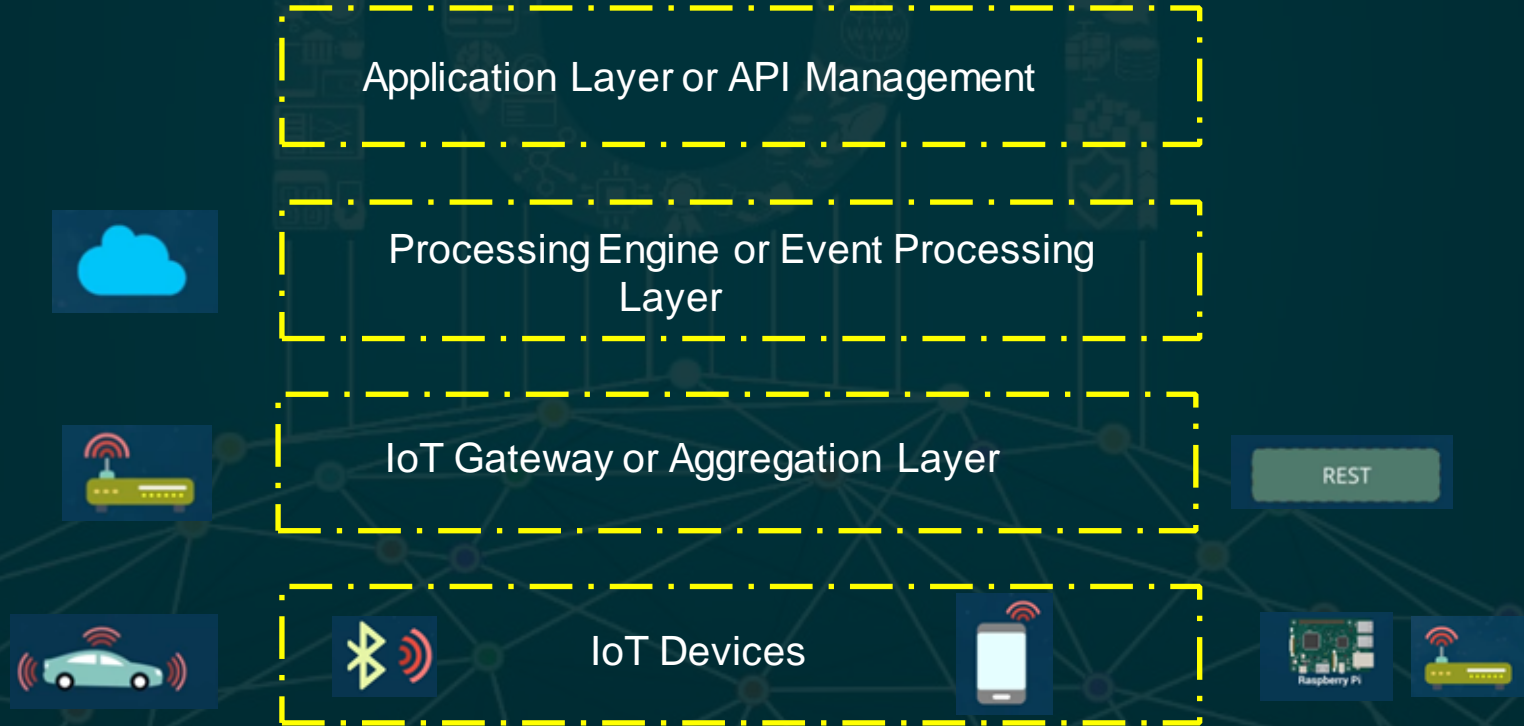 Application Layer or API Management
Processing Engine or Event Processing
Layer
IoT Gateway or Aggregation Layer
REST
IoT Devices
Raspberry Pi